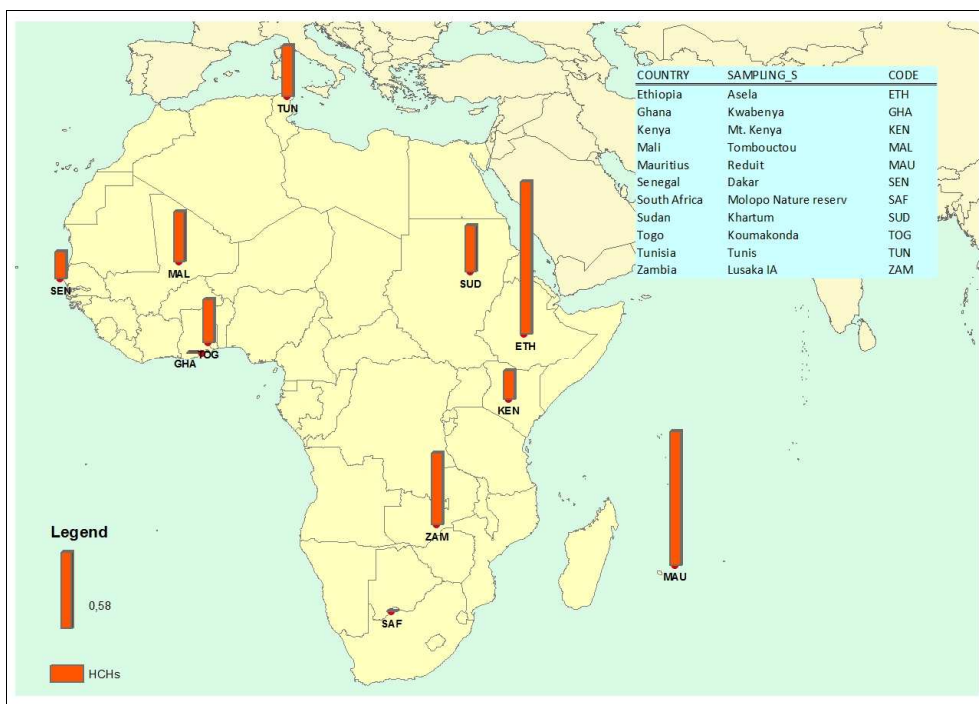 COUNTRY SAMPLING_S CODE
Ethiopia Asela ETH
Ghana Kwabenya GHA
Kenya Mt. Kenya KEN
Mali Tombouctou MAL
Mauritius Reduit MAU
Senegal Dakar SEN
South Africa Molopo Nature reserv SAF
Sudan Khartum SUD
Togo Koumakonda TOG
Tunisia Tunis TUN
Zambia Lusaka IA ZAM
TUN
MAL
SUD
SEN
ETH
TOG
GHA
KEN
ZAM
MAU
SAF
Legend
0,58
HCHs